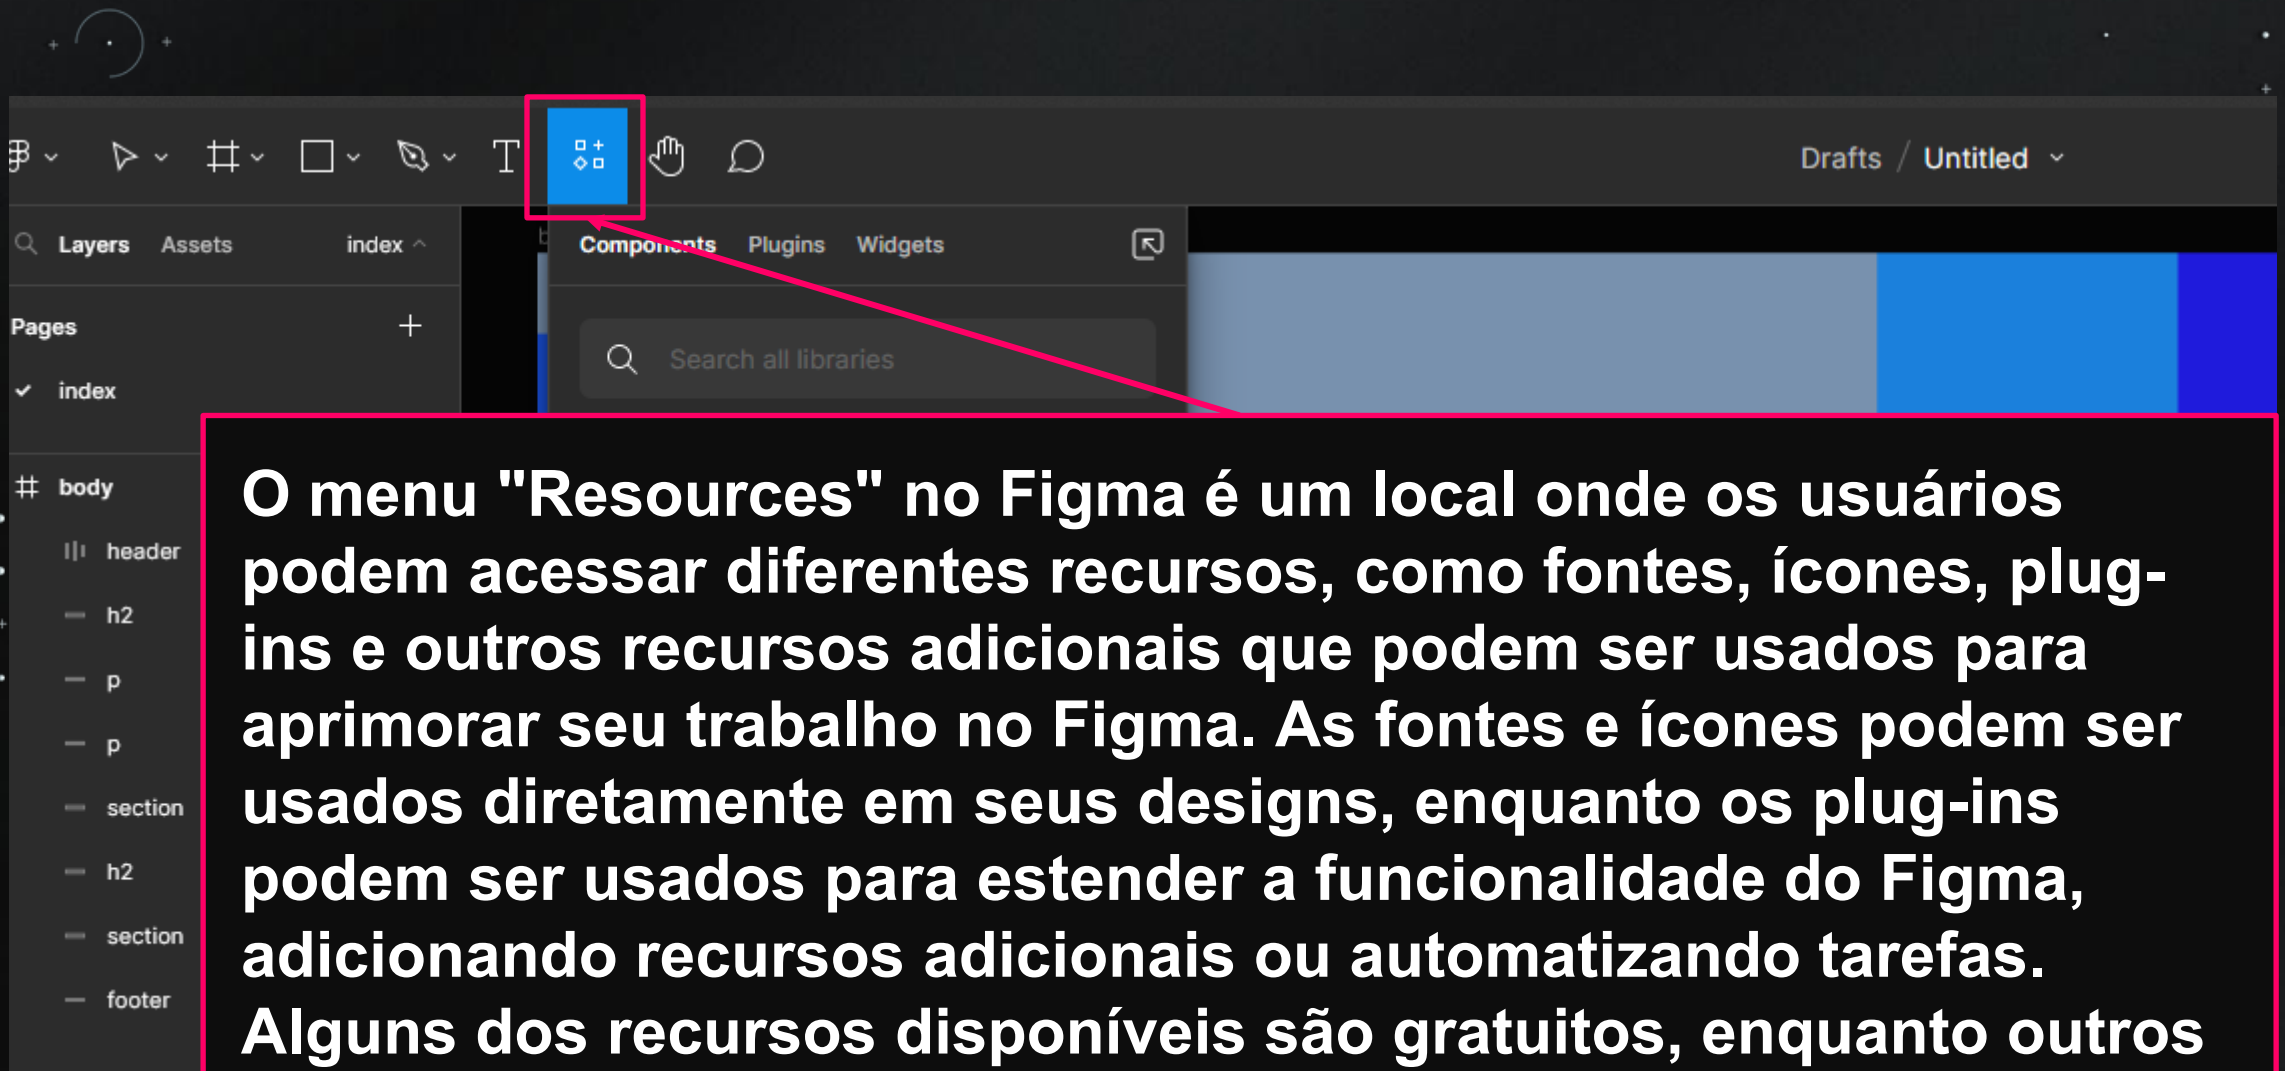 Drafts / Untitled
Layers Assets index
Components Plugins Widgets
Pages
Search all libraries
index
body
header
h2
p
p
section
h2
section
footer
O menu "Resources" no Figma é um local onde os usuários
podem acessar diferentes recursos, como fontes, ícones, plug-
ins e outros recursos adicionais que podem ser usados para
aprimorar seu trabalho no Figma. As fontes e ícones podem ser
usados diretamente em seus designs, enquanto os plug-ins
podem ser usados para estender a funcionalidade do Figma,
adicionando recursos adicionais ou automatizando tarefas.
Alguns dos recursos disponíveis são gratuitos, enquanto outros